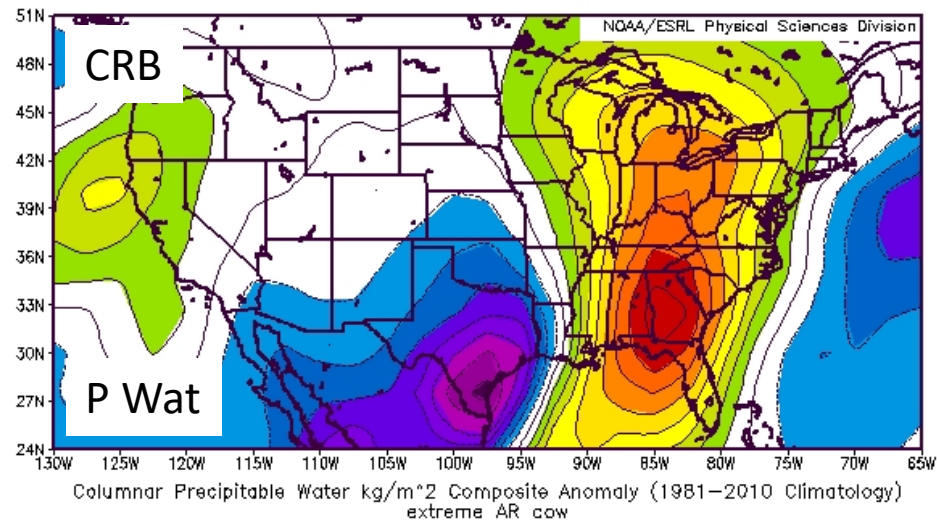 NOAA/ESRL Physical Sciences Division
CRB
P Wat
51N
48N
45N
42N
39N
36N
33N
30N
27N
24N
130W 125W 120W 115W 110W 105W 100W 95W 90W 85W 80W 75W 70W 65W
Columnar Precipitable Water kg/m^2 Composite Anomaly (1981-2010 Climatology)
extreme AR cow